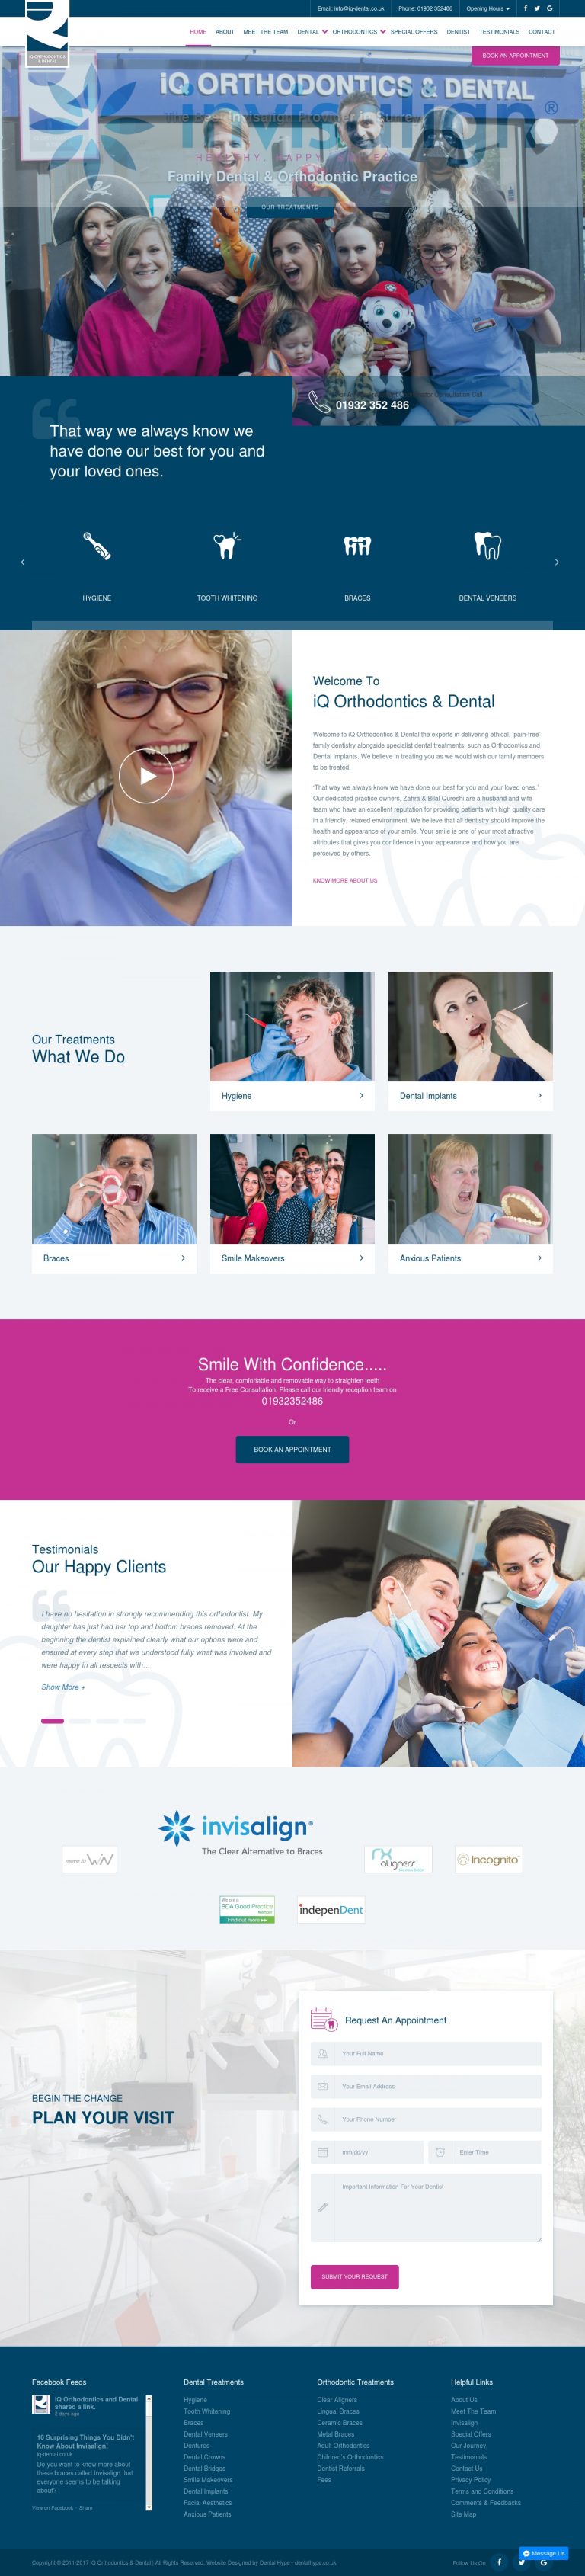 Email: info@iq-dental.co.uk
Phone: 01932 352486
Opening Hours
IQ ORTHODONTICS
& DENTAL
HOME
ABOUT
MEET THE TEAM
DENTAL
ORTHODONTICS
SPECIAL OFFERS
DENTIST
TESTIMONIALS
CONTACT
BOOK AN APPOINTMENT
iQ ORTHODONTICS & DENTAL
The Best Invisalign Provider in Surrey
Family Dental & Orthodontic Practice
OUR TREATMENTS
01932 352 486
That way we always know we
have done our best for you and
your loved ones.
HYGIENE
TOOTH WHITENING
BRACES
DENTAL VENEERS
Welcome To
iQ Orthodontics & Dental
Welcome to iQ Orthodontics & Dental the experts in delivering ethical, 'pain-free'
family dentistry alongside specialist dental treatments, such as Orthodontics and
Dental Implants. We believe in treating you as we would wish our family members
to be treated.
'That way we always know we have done our best for you and your loved ones.'
Our dedicated practice owners, Zahra & Bilal Qureshi are a husband and wife
team who have an excellent reputation for providing patients with high quality care
in a friendly, relaxed environment. We believe that all dentistry should improve the
health and appearance of your smile. Your smile is one of your most attractive
attributes that gives you confidence in your appearance and how you are
perceived by others.
KNOW MORE ABOUT US
Our Treatments
What We Do
Hygiene
Dental Implants
Braces
Smile Makeovers
Anxious Patients
Smile With Confidence.....
The clear, comfortable and removable way to straighten teeth
To receive a Free Consultation, Please call our friendly reception team on
01932352486
Or
BOOK AN APPOINTMENT
Testimonials
Our Happy Clients
I have no hesitation in strongly recommending this orthodontist. My
daughter has just had her top and bottom braces removed. At the
beginning the dentist explained clearly what our options were and
ensured at every step that we understood fully what was involved and
were happy in all respects with…
Show More +
invisalign®
The Clear Alternative to Braces
move to WiN
RX aligners
Incognito
We are a
BDA Good Practice
Member
Find out more
indepenDent
BEGIN THE CHANGE
PLAN YOUR VISIT
Request An Appointment
Your Full Name
Your Email Address
Your Phone Number
mm/dd/yy
Enter Time
Important Information For Your Dentist
SUBMIT YOUR REQUEST
Facebook Feeds
iQ Orthodontics and Dental
shared a link.
2 days ago
10 Surprising Things You Didn't
Know About Invisalign!
iq-dental.co.uk
Do you want to know more about
these braces called Invisalign that
everyone seems to be talking
about?
View on Facebook · Share
Dental Treatments
Hygiene
Tooth Whitening
Braces
Dental Veneers
Dentures
Dental Crowns
Dental Bridges
Smile Makeovers
Dental Implants
Facial Aesthetics
Anxious Patients
Orthodontic Treatments
Clear Aligners
Lingual Braces
Ceramic Braces
Metal Braces
Adult Orthodontics
Children's Orthodontics
Dentist Referrals
Fees
Helpful Links
About Us
Meet The Team
Invisalign
Special Offers
Our Journey
Testimonials
Contact Us
Privacy Policy
Terms and Conditions
Comments & Feedbacks
Site Map
Copyright © 2011-2017 IQ Orthodontics & Dental | All Rights Reserved. Website Designed by Dental Hype - dentalhype.co.uk
Follow Us On
Message Us